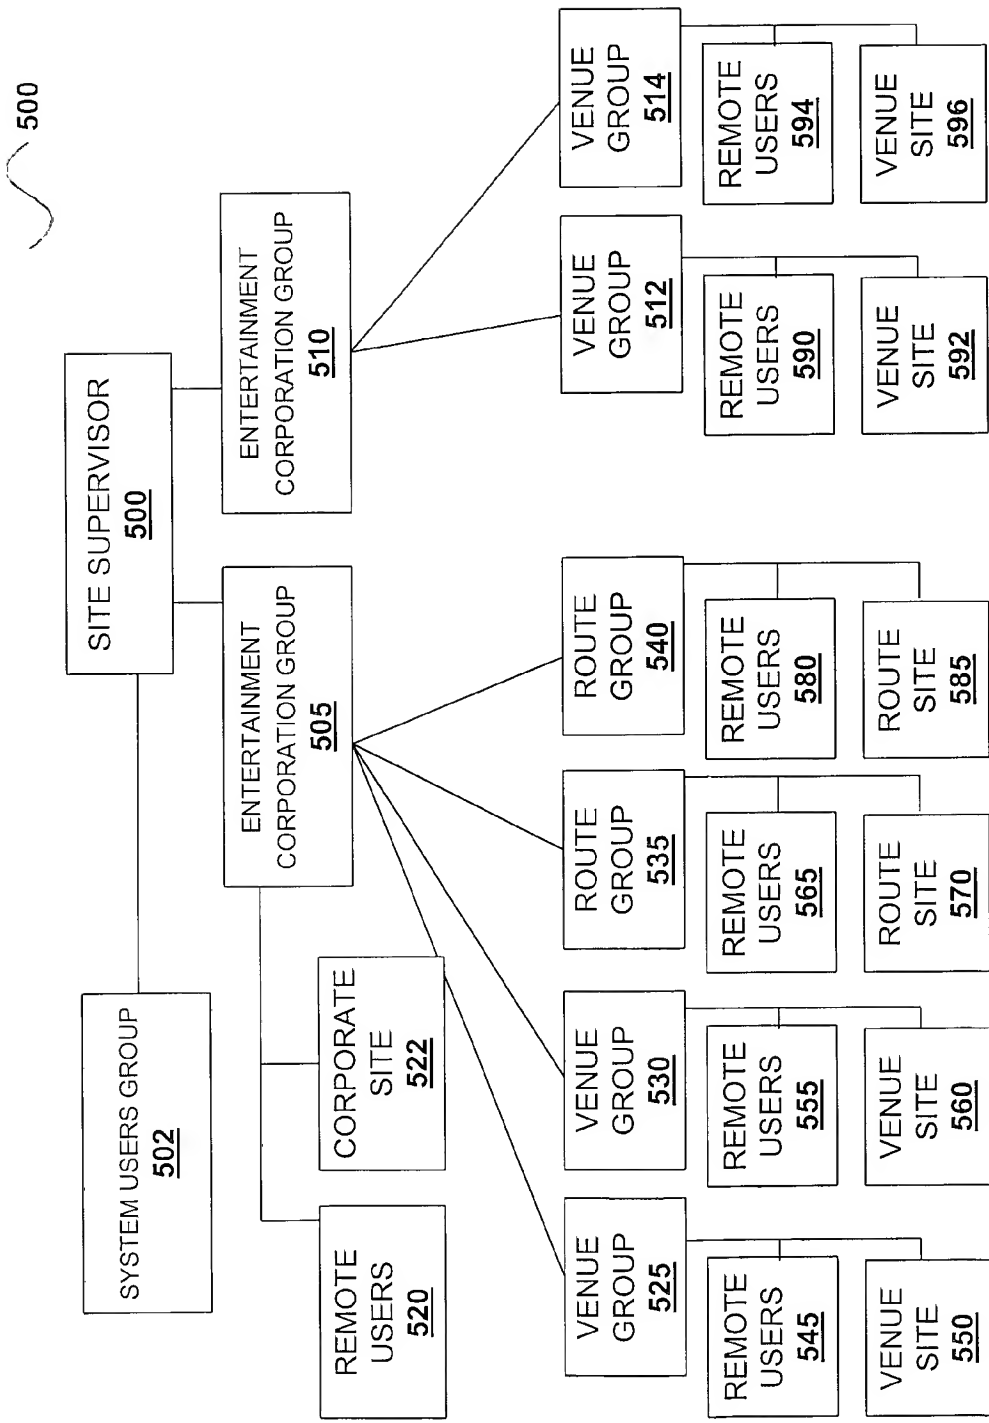 500
SITE SUPERVISOR
500
SYSTEM USERS GROUP
502
ENTERTAINMENT
CORPORATION GROUP
505
ENTERTAINMENT
CORPORATION GROUP
510
REMOTE
USERS
520
CORPORATE
SITE
522
VENUE
GROUP
525
VENUE
GROUP
530
ROUTE
GROUP
535
ROUTE
GROUP
540
VENUE
GROUP
512
VENUE
GROUP
514
REMOTE
USERS
545
REMOTE
USERS
555
REMOTE
USERS
565
REMOTE
USERS
580
REMOTE
USERS
590
REMOTE
USERS
594
VENUE
SITE
550
VENUE
SITE
560
ROUTE
SITE
570
ROUTE
SITE
585
VENUE
SITE
592
VENUE
SITE
596